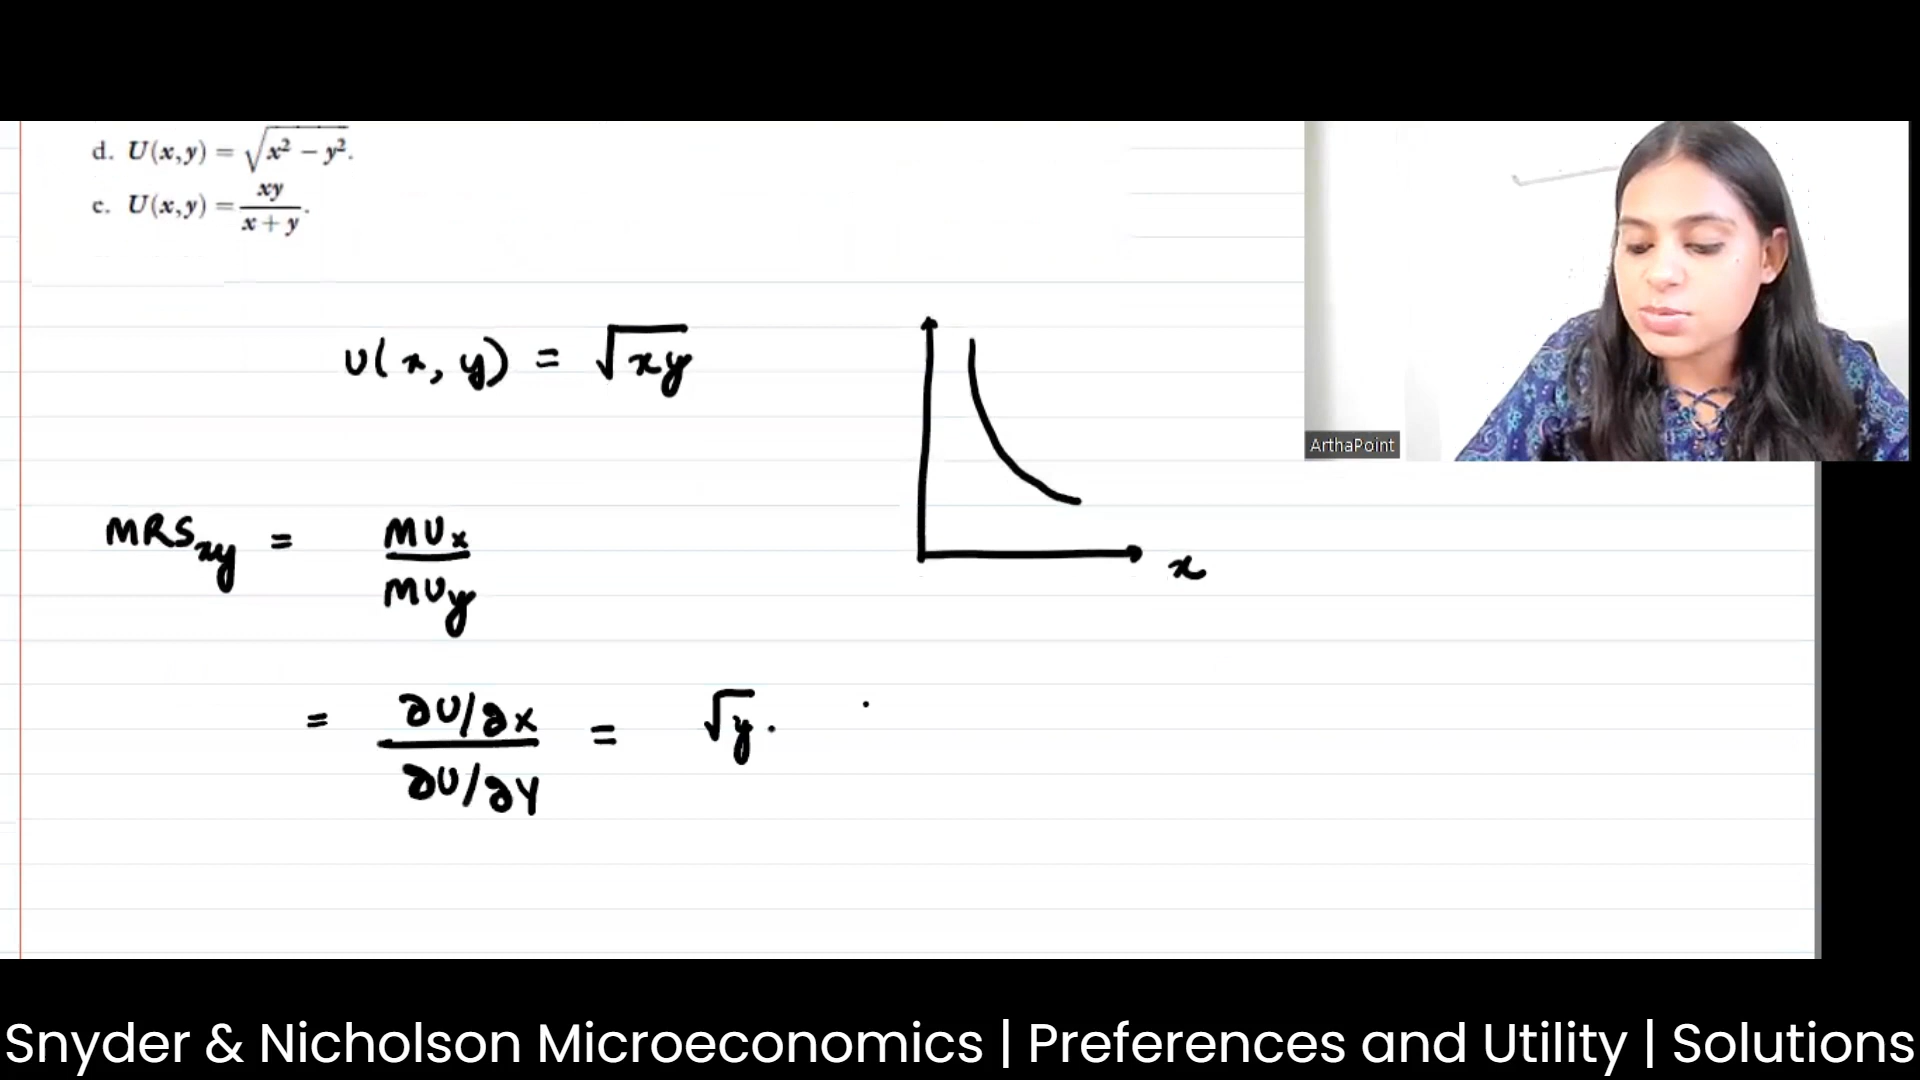 d. U(x,y) = √x² − y².
c. U(x,y) = xy / x + y.
U(x, y) = √xy
MRSxy = MUx / MUy
x
= ∂U/∂X / ∂U/∂Y = √y .
ArthaPoint
Snyder & Nicholson Microeconomics | Preferences and Utility | Solutions